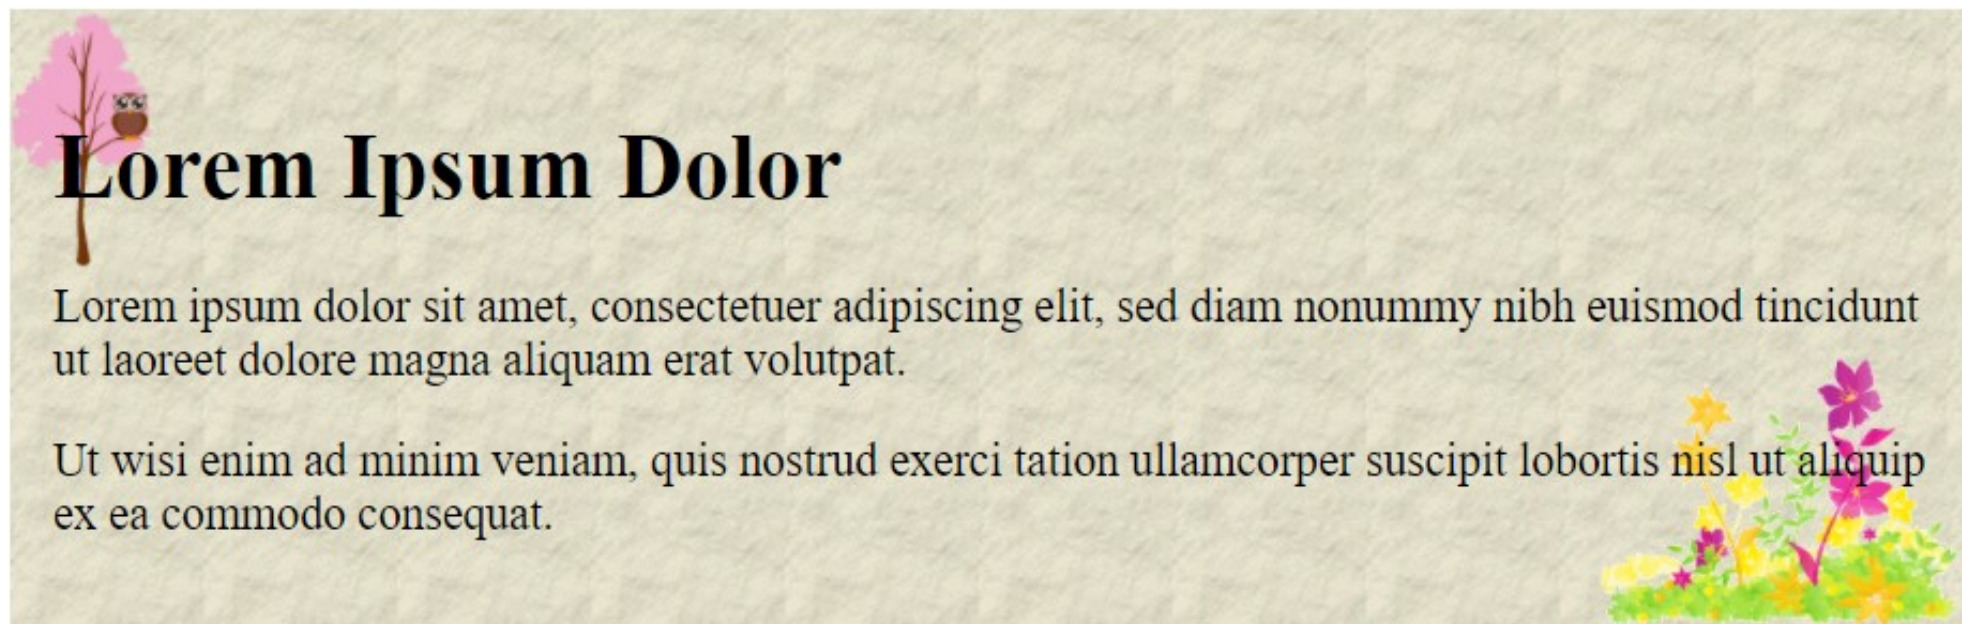 Lorem Ipsum Dolor
Lorem ipsum dolor sit amet, consectetuer adipiscing elit, sed diam nonummy nibh euismod tincidunt
ut laoreet dolore magna aliquam erat volutpat.
Ut wisi enim ad minim veniam, quis nostrud exerci tation ullamcorper suscipit lobortis nisl ut aliquip
ex ea commodo consequat.